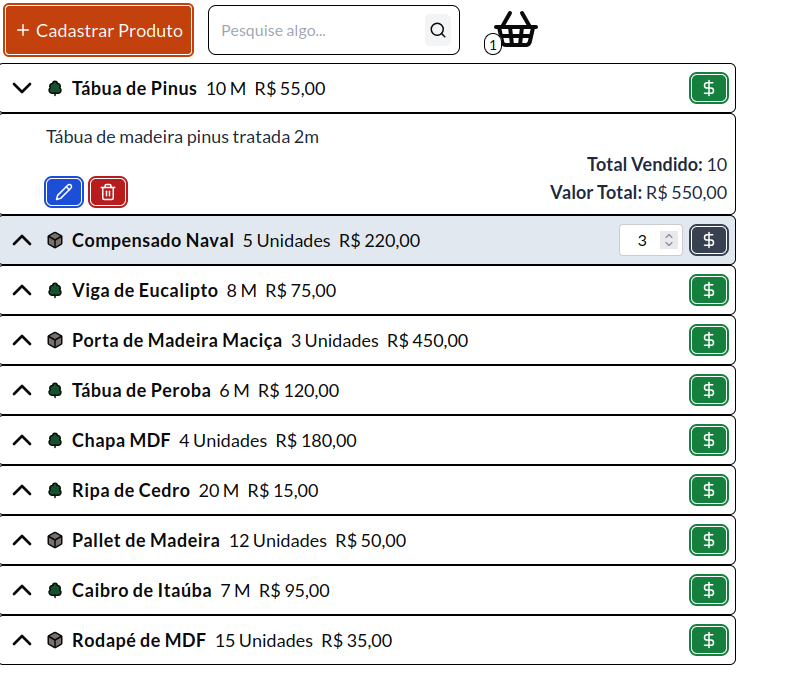 + Cadastrar Produto Pesquise algo... 1
Tábua de Pinus 10 M R$ 55,00 $
Tábua de madeira pinus tratada 2m
Total Vendido: 10
Valor Total: R$ 550,00
Compensado Naval 5 Unidades R$ 220,00 3 $
Viga de Eucalipto 8 M R$ 75,00 $
Porta de Madeira Maciça 3 Unidades R$ 450,00 $
Tábua de Peroba 6 M R$ 120,00 $
Chapa MDF 4 Unidades R$ 180,00 $
Ripa de Cedro 20 M R$ 15,00 $
Pallet de Madeira 12 Unidades R$ 50,00 $
Caibro de Itaúba 7 M R$ 95,00 $
Rodapé de MDF 15 Unidades R$ 35,00 $